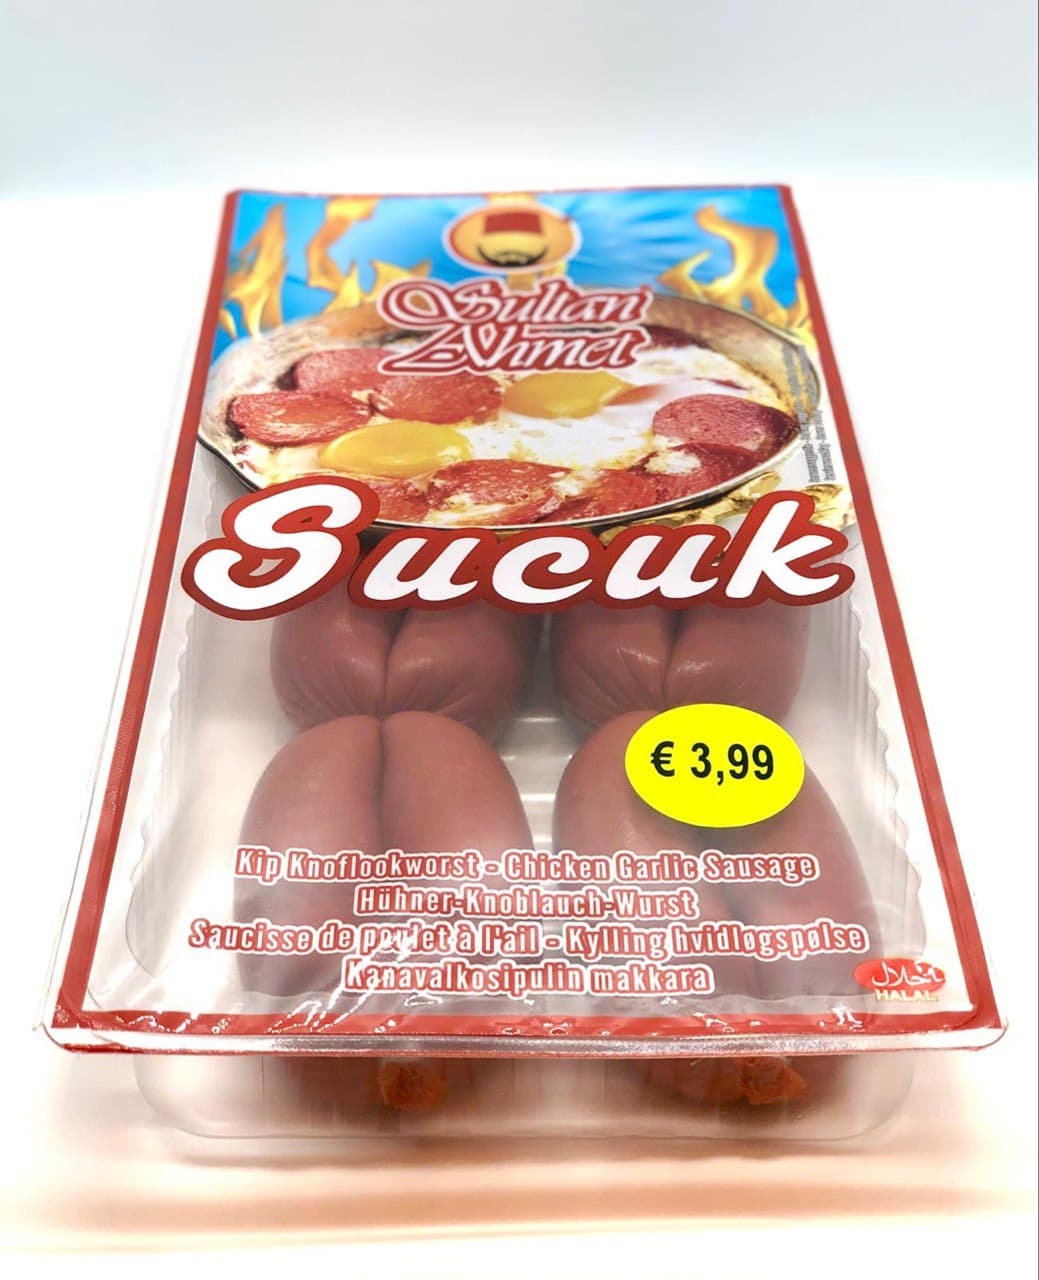 Sultan
Ahmet
Sucuk
€ 3,99
Kip Knoflookworst - Chicken Garlic Sausage
Hühner-Knoblauch-Wurst
Saucisse de poulet à l'ail - Kylling hvidløgspølse
Kanavalkosipulin makkara
حلال
HALAL